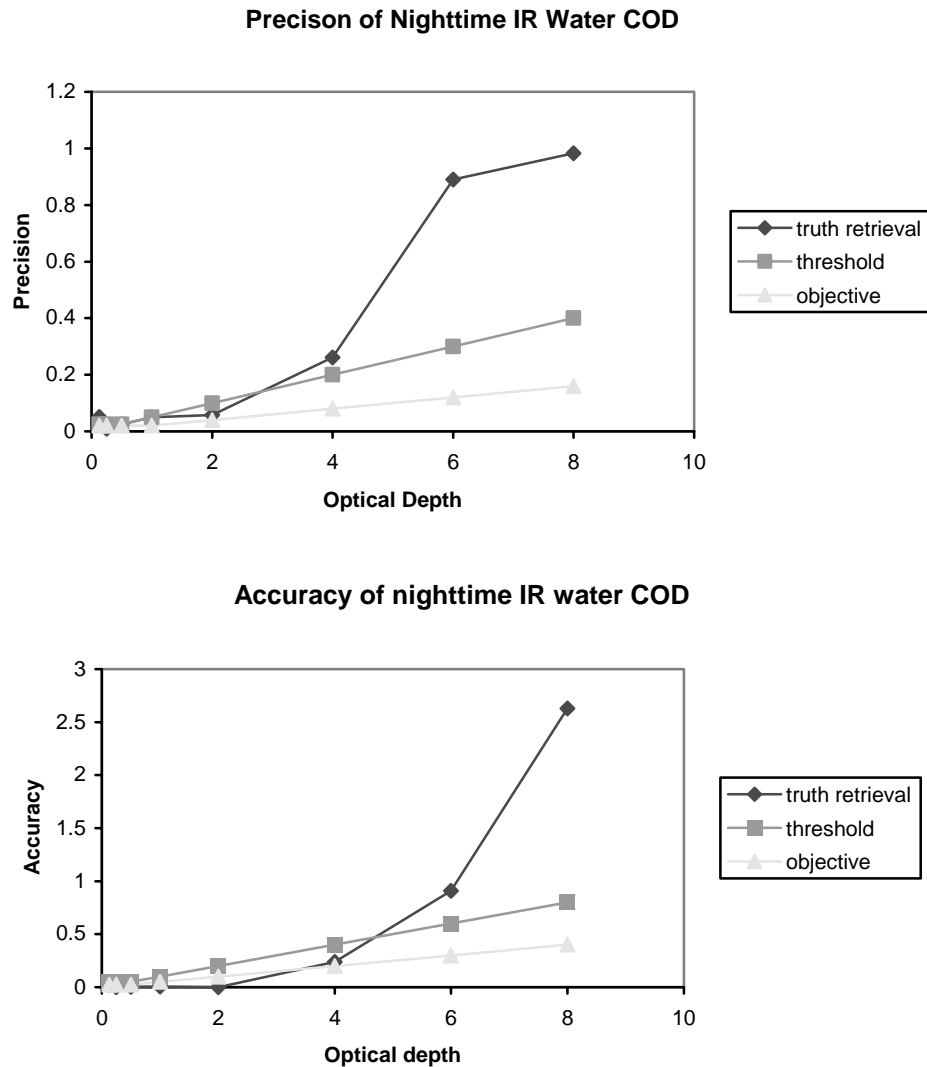 Precison of Nighttime IR Water COD
1.2
1
0.8
0.6
0.4
0.2
0
0 2 4 6 8 10
Precision
Optical Depth
truth retrieval
threshold
objective
Accuracy of nighttime IR water COD
3
2.5
2
1.5
1
0.5
0
0 2 4 6 8 10
Accuracy
Optical depth
truth retrieval
threshold
objective